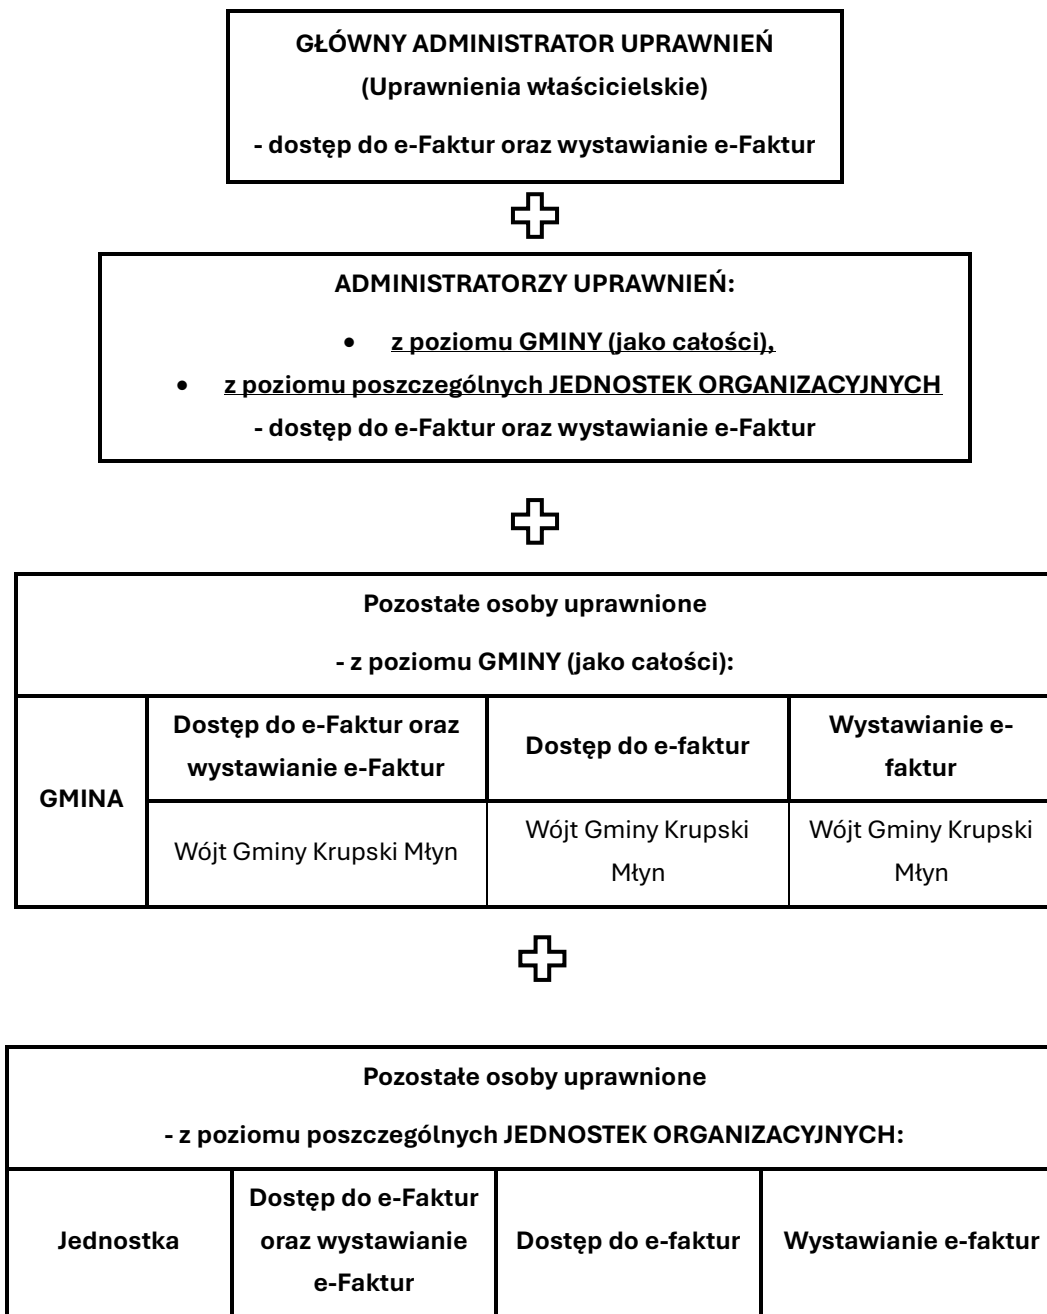 GŁÓWNY ADMINISTRATOR UPRAWNIEŃ
(Uprawnienia właścicielskie)
- dostęp do e-Faktur oraz wystawianie e-Faktur
ADMINISTRATORZY UPRAWNIEŃ:
• z poziomu GMINY (jako całości),
• z poziomu poszczególnych JEDNOSTEK ORGANIZACYJNYCH
- dostęp do e-Faktur oraz wystawianie e-Faktur
Pozostałe osoby uprawnione
- z poziomu GMINY (jako całości):
GMINA
Dostęp do e-Faktur oraz
wystawianie e-Faktur
Dostęp do e-faktur
Wystawianie e-
faktur
Wójt Gminy Krupski Młyn
Wójt Gminy Krupski
Młyn
Wójt Gminy Krupski
Młyn
Pozostałe osoby uprawnione
- z poziomu poszczególnych JEDNOSTEK ORGANIZACYJNYCH:
Jednostka
Dostęp do e-Faktur
oraz wystawianie
e-Faktur
Dostęp do e-faktur
Wystawianie e-faktur